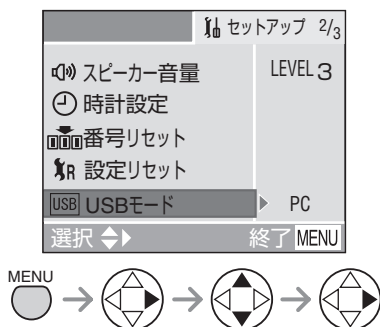 セットアップ 2/3
スピーカー音量 LEVEL 3
時計設定
番号リセット
R 設定リセット
USB USBモード PC
選択 終了 MENU
MENU